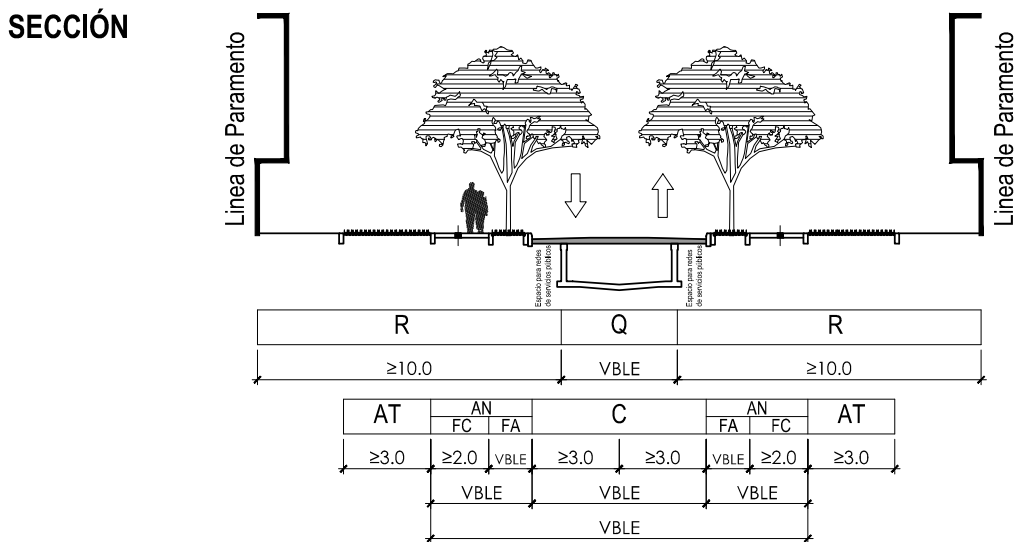 SECCIÓN
Linea de Paramento
Linea de Paramento
Espacio para redes
de servicios públicos
Espacio para redes
de servicios públicos
R Q R
≥10.0 VBLE ≥10.0
AT AN C AN AT
FC FA FA FC
≥3.0 ≥2.0 VBLE ≥3.0 ≥3.0 VBLE ≥2.0 ≥3.0
VBLE VBLE VBLE
VBLE